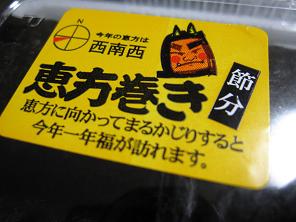 N
今年の恵方は
西南西
恵方巻き
節分
恵方に向かってまるかじりすると
今年一年福が訪れます。